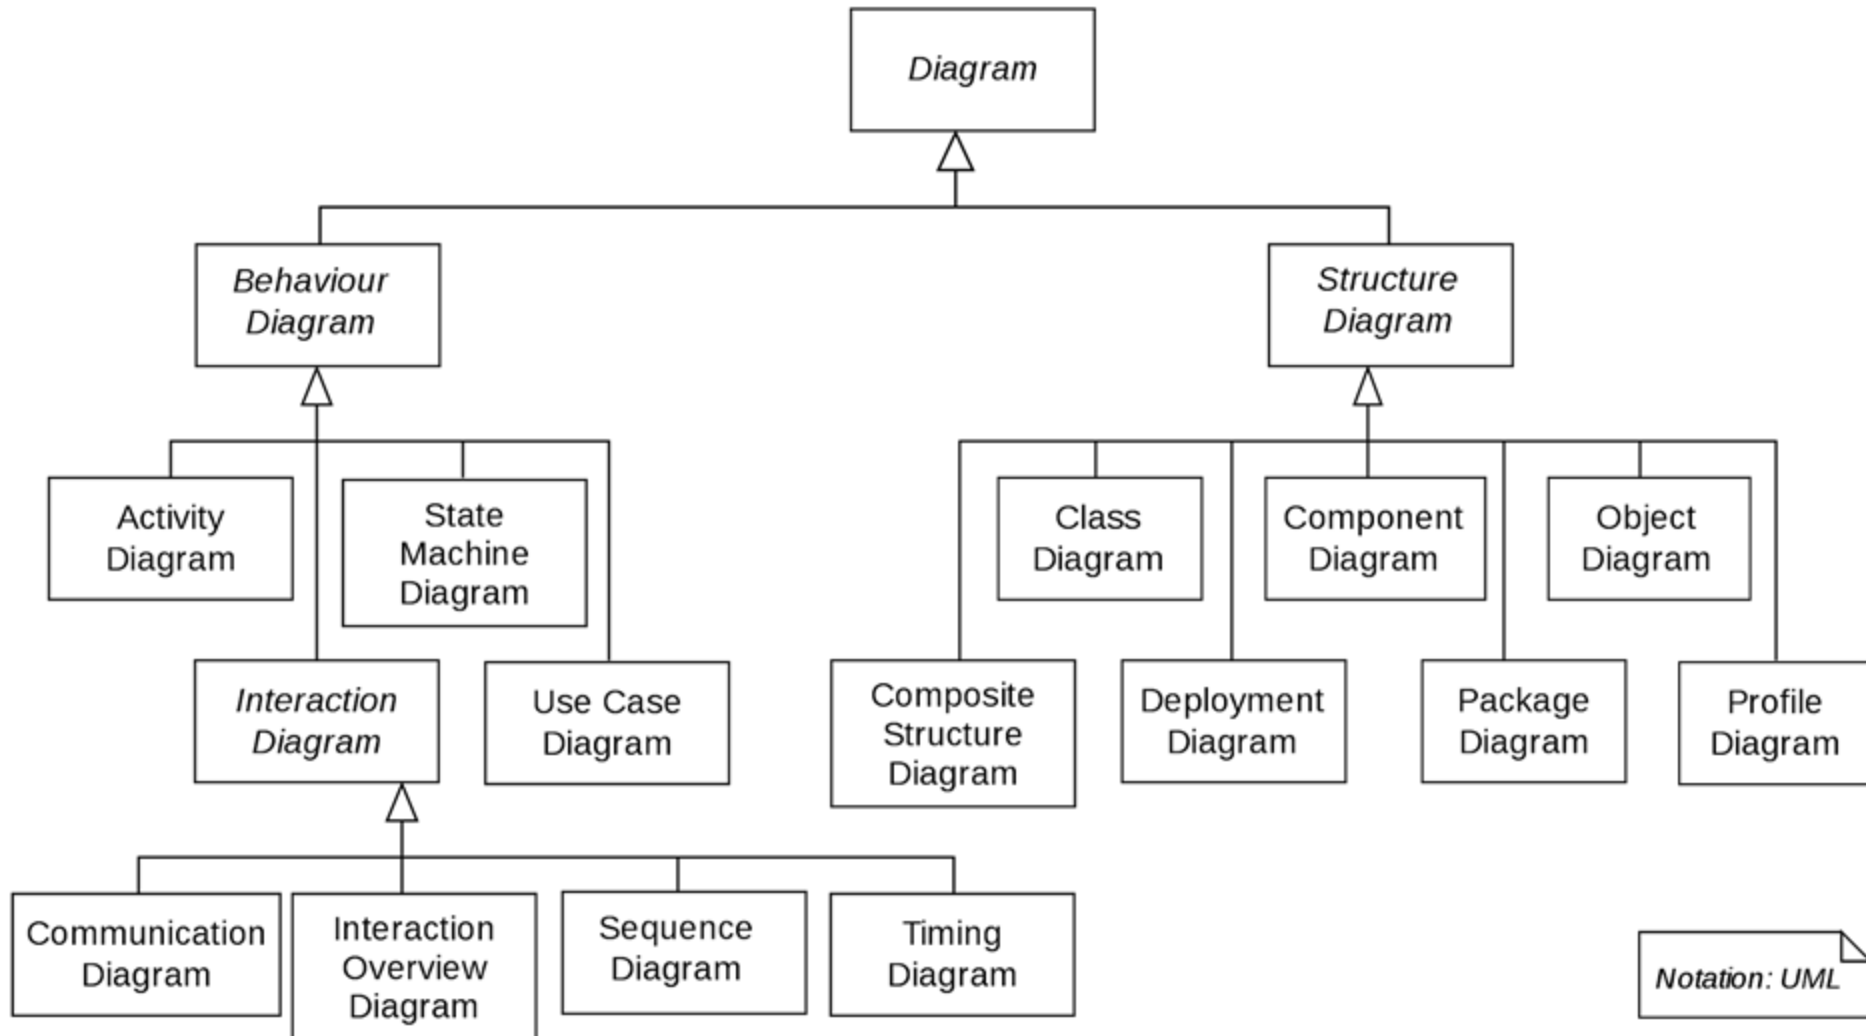 Diagram
Behaviour
Diagram
Structure
Diagram
Activity
Diagram
State
Machine
Diagram
Class
Diagram
Component
Diagram
Object
Diagram
Interaction
Diagram
Use Case
Diagram
Composite
Structure
Diagram
Deployment
Diagram
Package
Diagram
Profile
Diagram
Communication
Diagram
Interaction
Overview
Diagram
Sequence
Diagram
Timing
Diagram
Notation: UML